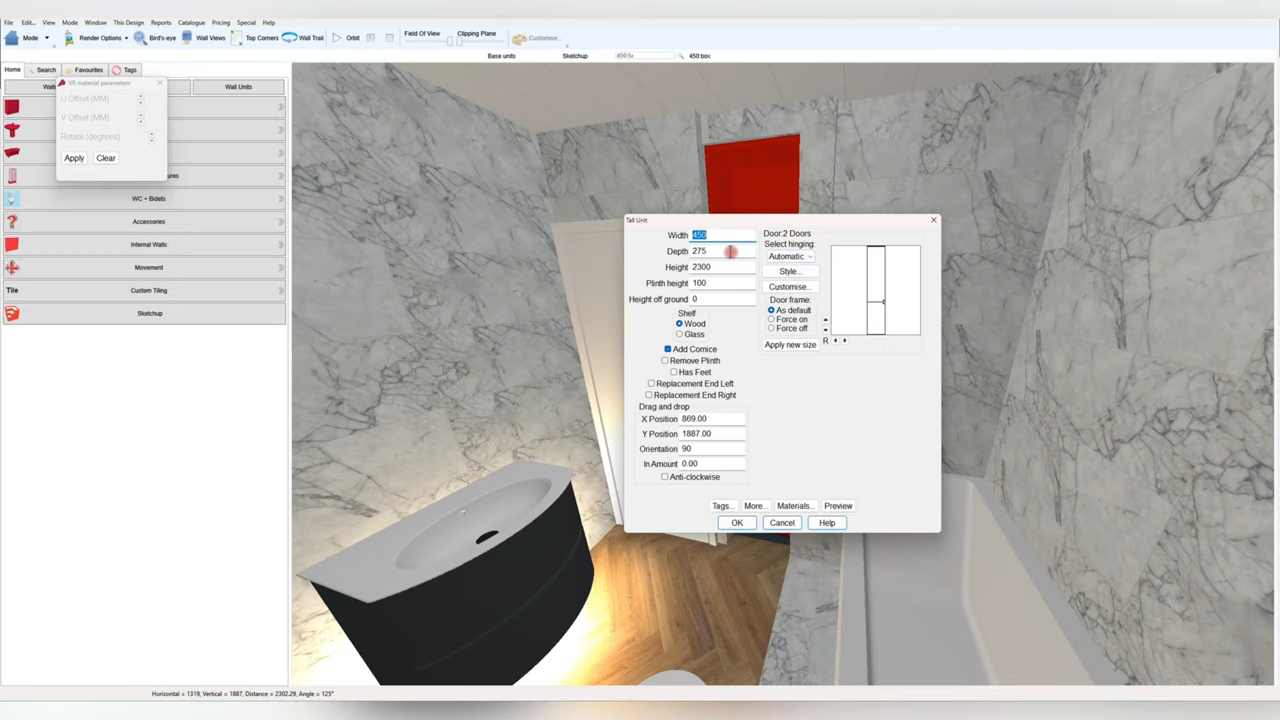 File Edit... View Mode Window This Design Reports Catalogue Pricing Special Help
Mode Render Options Bird's-eye Wall Views Top Corners Wall Trail Orbit Field Of View Clipping Plane Customise...
Base units Sketchup 450 tu 450 box
Home Search Favourites Tags
VR material parameters
Wall Units
U Offset (MM)
V Offset (MM)
Rotate (degrees)
Apply Clear
ures
WC + Bidets
Accessories
Internal Walls
Movement
Tile Custom Tiling
Sketchup
Tall Unit
Width 450
Depth 275
Height 2300
Plinth height 100
Height off ground 0
Shelf
Wood
Glass
Add Cornice
Remove Plinth
Has Feet
Replacement End Left
Replacement End Right
Drag and drop
X Position 869.00
Y Position 1887.00
Orientation 90
In Amount 0.00
Anti-clockwise
Door:2 Doors
Select hinging:
Automatic
Style...
Customise...
Door frame:
As default
Force on
Force off
Apply new size
R
Tags... More... Materials... Preview
OK Cancel Help
Horizontal = 1319, Vertical = 1887, Distance = 2302.29, Angle = 125°